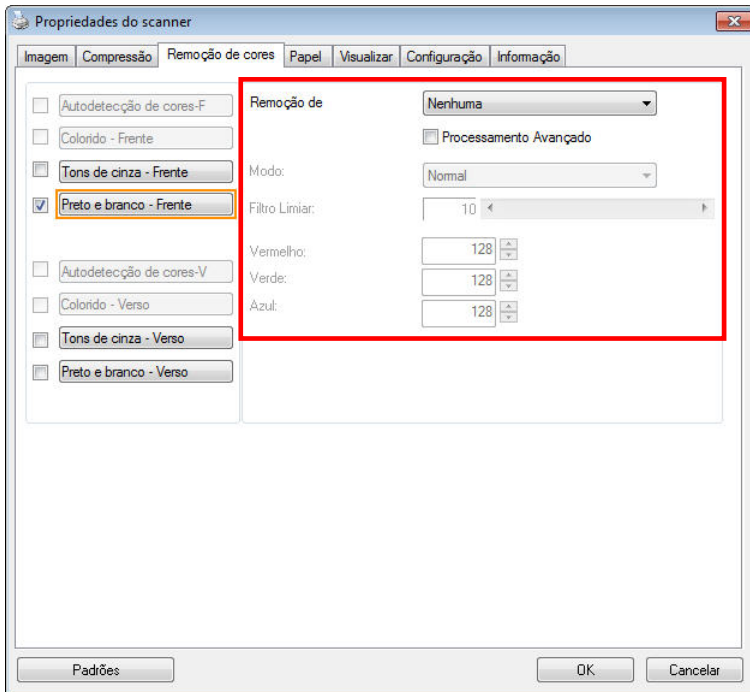 Propriedades do scanner
Imagem Compressão Remoção de cores Papel Visualizar Configuração Informação
Autodetecção de cores-F
Colorido - Frente
Tons de cinza - Frente
Preto e branco - Frente
Autodetecção de cores-V
Colorido - Verso
Tons de cinza - Verso
Preto e branco - Verso
Remoção de Nenhuma
Processamento Avançado
Modo: Normal
Filtro Limiar: 10
Vermelho: 128
Verde: 128
Azul: 128
Padrões OK Cancelar